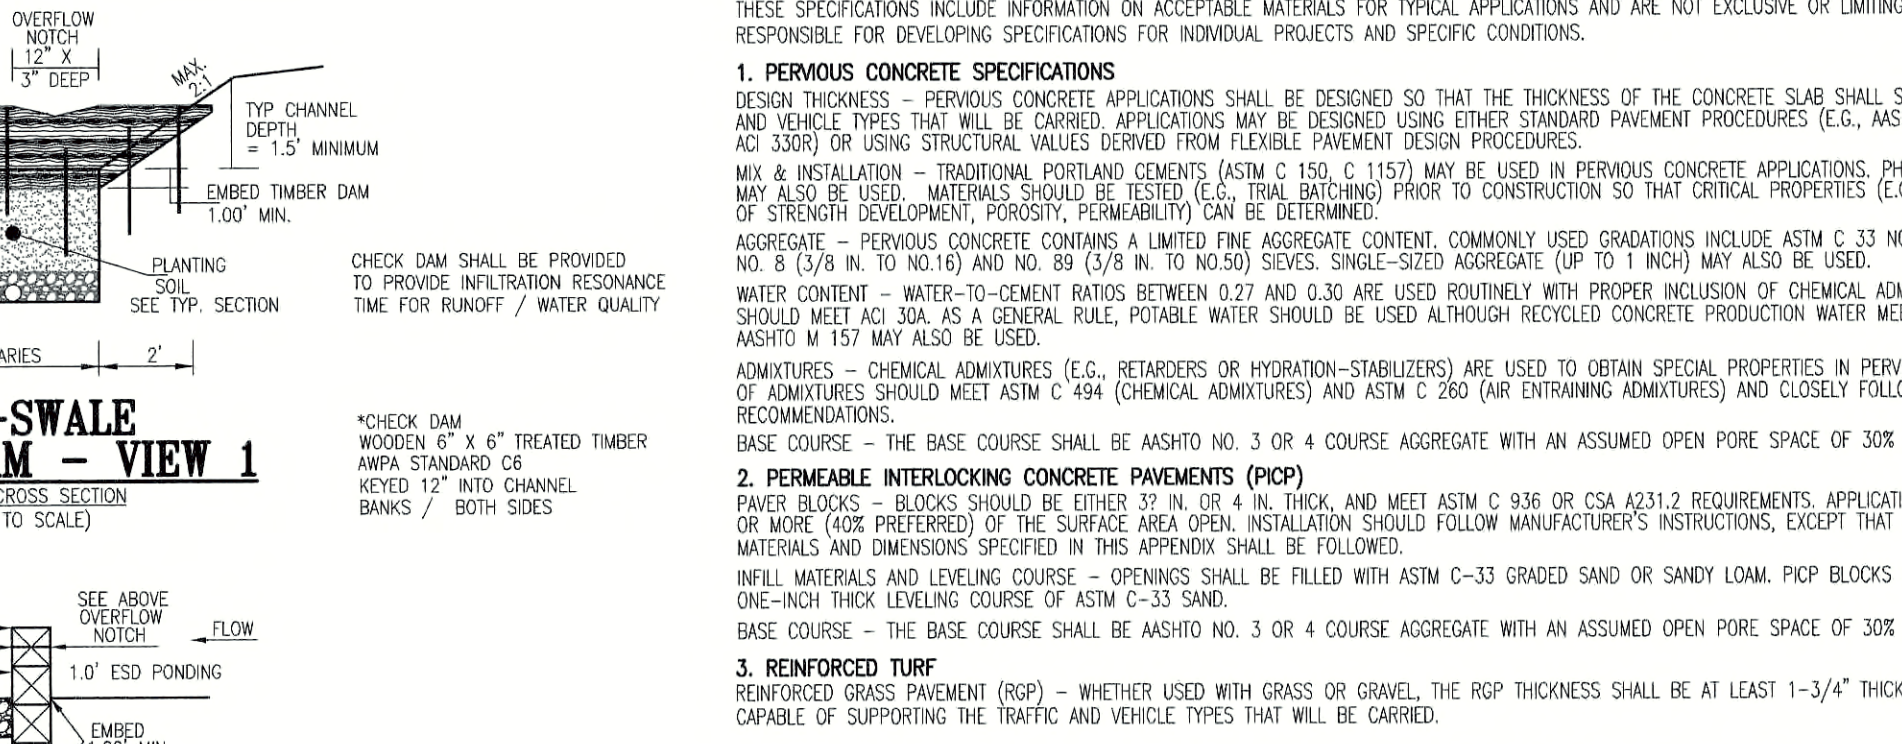 OVERFLOW
NOTCH
12" X
3" DEEP
MAX.
2:1
TYP CHANNEL
DEPTH
= 1.5' MINIMUM
EMBED TIMBER DAM
1.00' MIN.
PLANTING
SOIL
SEE TYP. SECTION
CHECK DAM SHALL BE PROVIDED
TO PROVIDE INFILTRATION RESONANCE
TIME FOR RUNOFF / WATER QUALITY
ARIES
2'
-SWALE
M - VIEW 1
CROSS SECTION
TO SCALE)
*CHECK DAM
WOODEN 6" X 6" TREATED TIMBER
AWPA STANDARD C6
KEYED 12" INTO CHANNEL
BANKS / BOTH SIDES
SEE ABOVE
OVERFLOW
NOTCH
FLOW
1.0' ESD PONDING
EMBED
THESE SPECIFICATIONS INCLUDE INFORMATION ON ACCEPTABLE MATERIALS FOR TYPICAL APPLICATIONS AND ARE NOT EXCLUSIVE OR LIMITING
RESPONSIBLE FOR DEVELOPING SPECIFICATIONS FOR INDIVIDUAL PROJECTS AND SPECIFIC CONDITIONS.
1. PERVIOUS CONCRETE SPECIFICATIONS
DESIGN THICKNESS – PERVIOUS CONCRETE APPLICATIONS SHALL BE DESIGNED SO THAT THE THICKNESS OF THE CONCRETE SLAB SHALL S
AND VEHICLE TYPES THAT WILL BE CARRIED. APPLICATIONS MAY BE DESIGNED USING EITHER STANDARD PAVEMENT PROCEDURES (E.G., AAS
ACI 330R) OR USING STRUCTURAL VALUES DERIVED FROM FLEXIBLE PAVEMENT DESIGN PROCEDURES.
MIX & INSTALLATION – TRADITIONAL PORTLAND CEMENTS (ASTM C 150, C 1157) MAY BE USED IN PERVIOUS CONCRETE APPLICATIONS. PH
MAY ALSO BE USED. MATERIALS SHOULD BE TESTED (E.G., TRIAL BATCHING) PRIOR TO CONSTRUCTION SO THAT CRITICAL PROPERTIES (E.G
OF STRENGTH DEVELOPMENT, POROSITY, PERMEABILITY) CAN BE DETERMINED.
AGGREGATE – PERVIOUS CONCRETE CONTAINS A LIMITED FINE AGGREGATE CONTENT. COMMONLY USED GRADATIONS INCLUDE ASTM C 33 NO
NO. 8 (3/8 IN. TO NO.16) AND NO. 89 (3/8 IN. TO NO.50) SIEVES. SINGLE–SIZED AGGREGATE (UP TO 1 INCH) MAY ALSO BE USED.
WATER CONTENT – WATER–TO–CEMENT RATIOS BETWEEN 0.27 AND 0.30 ARE USED ROUTINELY WITH PROPER INCLUSION OF CHEMICAL ADM
SHOULD MEET ACI 30A. AS A GENERAL RULE, POTABLE WATER SHOULD BE USED ALTHOUGH RECYCLED CONCRETE PRODUCTION WATER MEE
AASHTO M 157 MAY ALSO BE USED.
ADMIXTURES – CHEMICAL ADMIXTURES (E.G., RETARDERS OR HYDRATION–STABILIZERS) ARE USED TO OBTAIN SPECIAL PROPERTIES IN PERV
OF ADMIXTURES SHOULD MEET ASTM C 494 (CHEMICAL ADMIXTURES) AND ASTM C 260 (AIR ENTRAINING ADMIXTURES) AND CLOSELY FOLLO
RECOMMENDATIONS.
BASE COURSE – THE BASE COURSE SHALL BE AASHTO NO. 3 OR 4 COURSE AGGREGATE WITH AN ASSUMED OPEN PORE SPACE OF 30%
2. PERMEABLE INTERLOCKING CONCRETE PAVEMENTS (PICP)
PAVER BLOCKS – BLOCKS SHOULD BE EITHER 3? IN. OR 4 IN. THICK, AND MEET ASTM C 936 OR CSA A231.2 REQUIREMENTS. APPLICATI
OR MORE (40% PREFERRED) OF THE SURFACE AREA OPEN. INSTALLATION SHOULD FOLLOW MANUFACTURER'S INSTRUCTIONS, EXCEPT THAT
MATERIALS AND DIMENSIONS SPECIFIED IN THIS APPENDIX SHALL BE FOLLOWED.
INFILL MATERIALS AND LEVELING COURSE – OPENINGS SHALL BE FILLED WITH ASTM C–33 GRADED SAND OR SANDY LOAM. PICP BLOCKS
ONE–INCH THICK LEVELING COURSE OF ASTM C–33 SAND.
BASE COURSE – THE BASE COURSE SHALL BE AASHTO NO. 3 OR 4 COURSE AGGREGATE WITH AN ASSUMED OPEN PORE SPACE OF 30%
3. REINFORCED TURF
REINFORCED GRASS PAVEMENT (RGP) – WHETHER USED WITH GRASS OR GRAVEL, THE RGP THICKNESS SHALL BE AT LEAST 1–3/4" THICK
CAPABLE OF SUPPORTING THE TRAFFIC AND VEHICLE TYPES THAT WILL BE CARRIED.